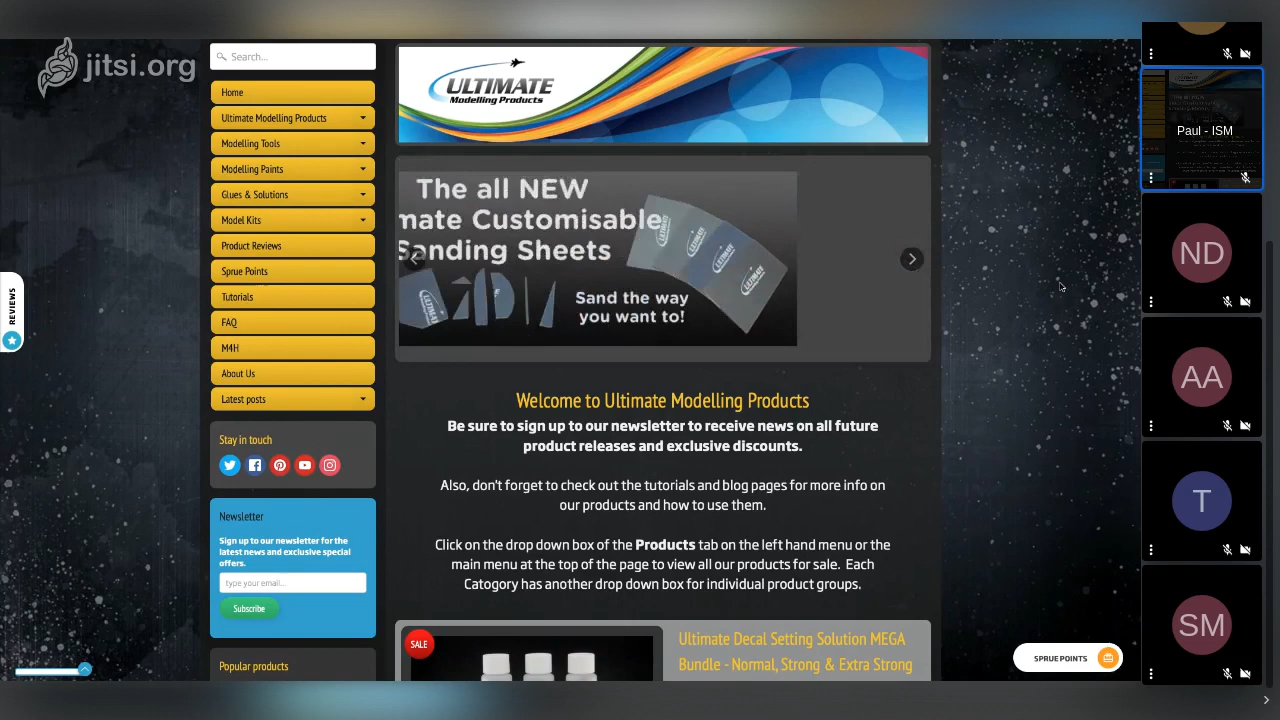 jitsi.org
Search...
Home
Ultimate Modelling Products
Modelling Tools
Modelling Paints
Glues & Solutions
Model Kits
Product Reviews
Sprue Points
Tutorials
FAQ
M4H
About Us
Latest posts
Stay in touch
Newsletter
Sign up to our newsletter for the
latest news and exclusive special
offers.
type your email...
Subscribe
Popular products
REVIEWS
ULTIMATE
Modelling Products
The all NEW
mate Customisable
Sanding Sheets
Sand the way
you want to!
ULTIMATE
ULTIMATE
ULTIMATE
ULTIMATE
ULTIMATE
Welcome to Ultimate Modelling Products
Be sure to sign up to our newsletter to receive news on all future
product releases and exclusive discounts.
Also, don't forget to check out the tutorials and blog pages for more info on
our products and how to use them.
Click on the drop down box of the Products tab on the left hand menu or the
main menu at the top of the page to view all our products for sale. Each
Catogory has another drop down box for individual product groups.
SALE
Ultimate Decal Setting Solution MEGA
Bundle - Normal, Strong & Extra Strong
SPRUE POINTS
Paul - ISM
ND
AA
T
SM